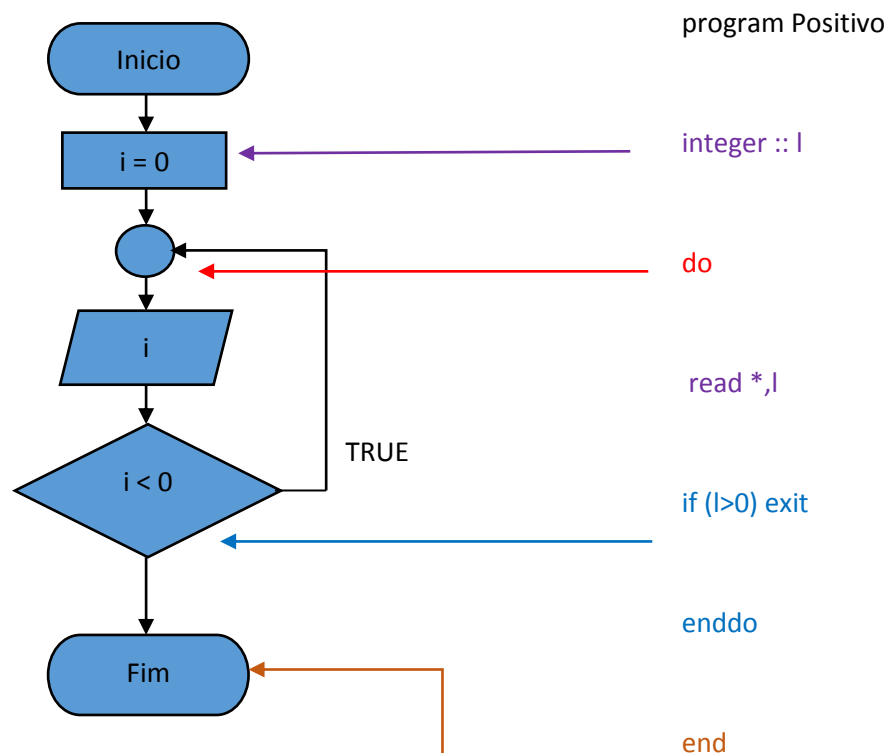 program Positivo
Inicio
i = 0
integer :: l
do
i
read *,l
i < 0
TRUE
if (l>0) exit
enddo
Fim
end